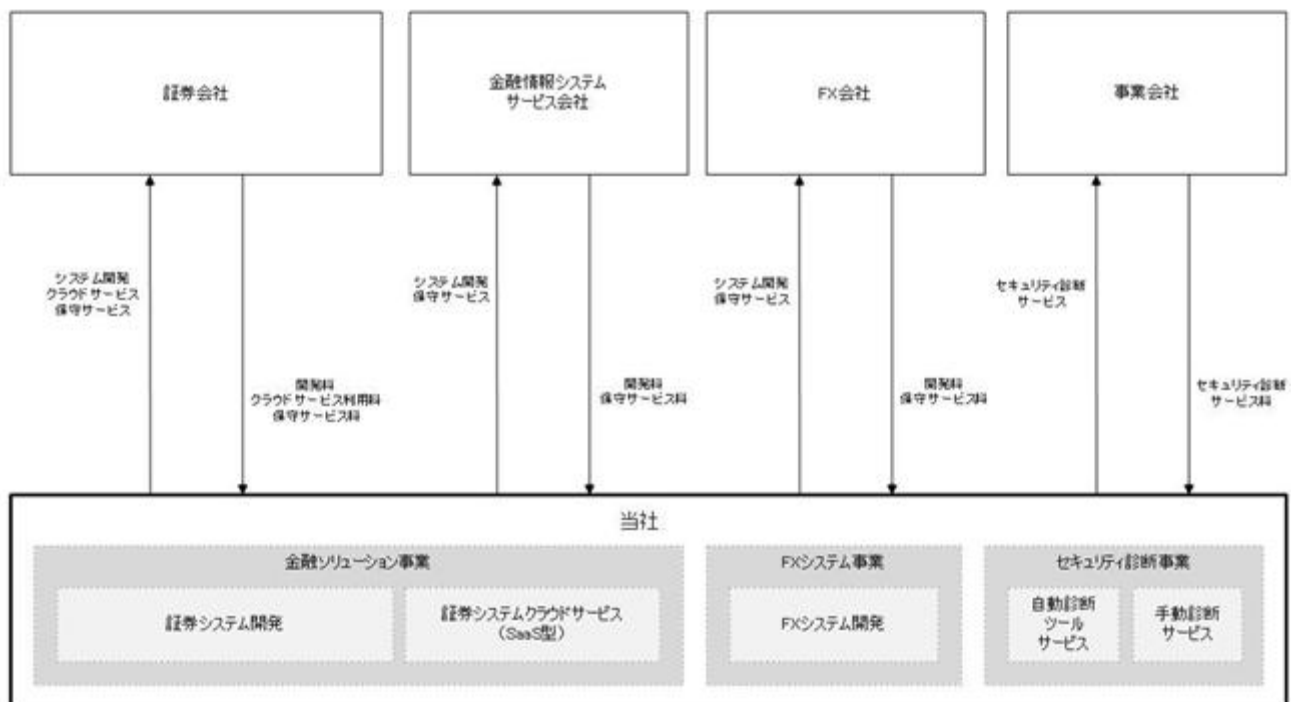 証券会社
金融情報システム
サービス会社
FX会社
事業会社
システム開発
クラウドサービス
保守サービス
開発料
クラウドサービス利用料
保守サービス料
システム開発
保守サービス
開発料
保守サービス料
システム開発
保守サービス
開発料
保守サービス料
セキュリティ診断
サービス
セキュリティ診断
サービス料
当社
金融ソリューション事業
証券システム開発
証券システムクラウドサービス
(SaaS型)
FXシステム事業
FXシステム開発
セキュリティ診断事業
自動診断
ツール
サービス
手動診断
サービス